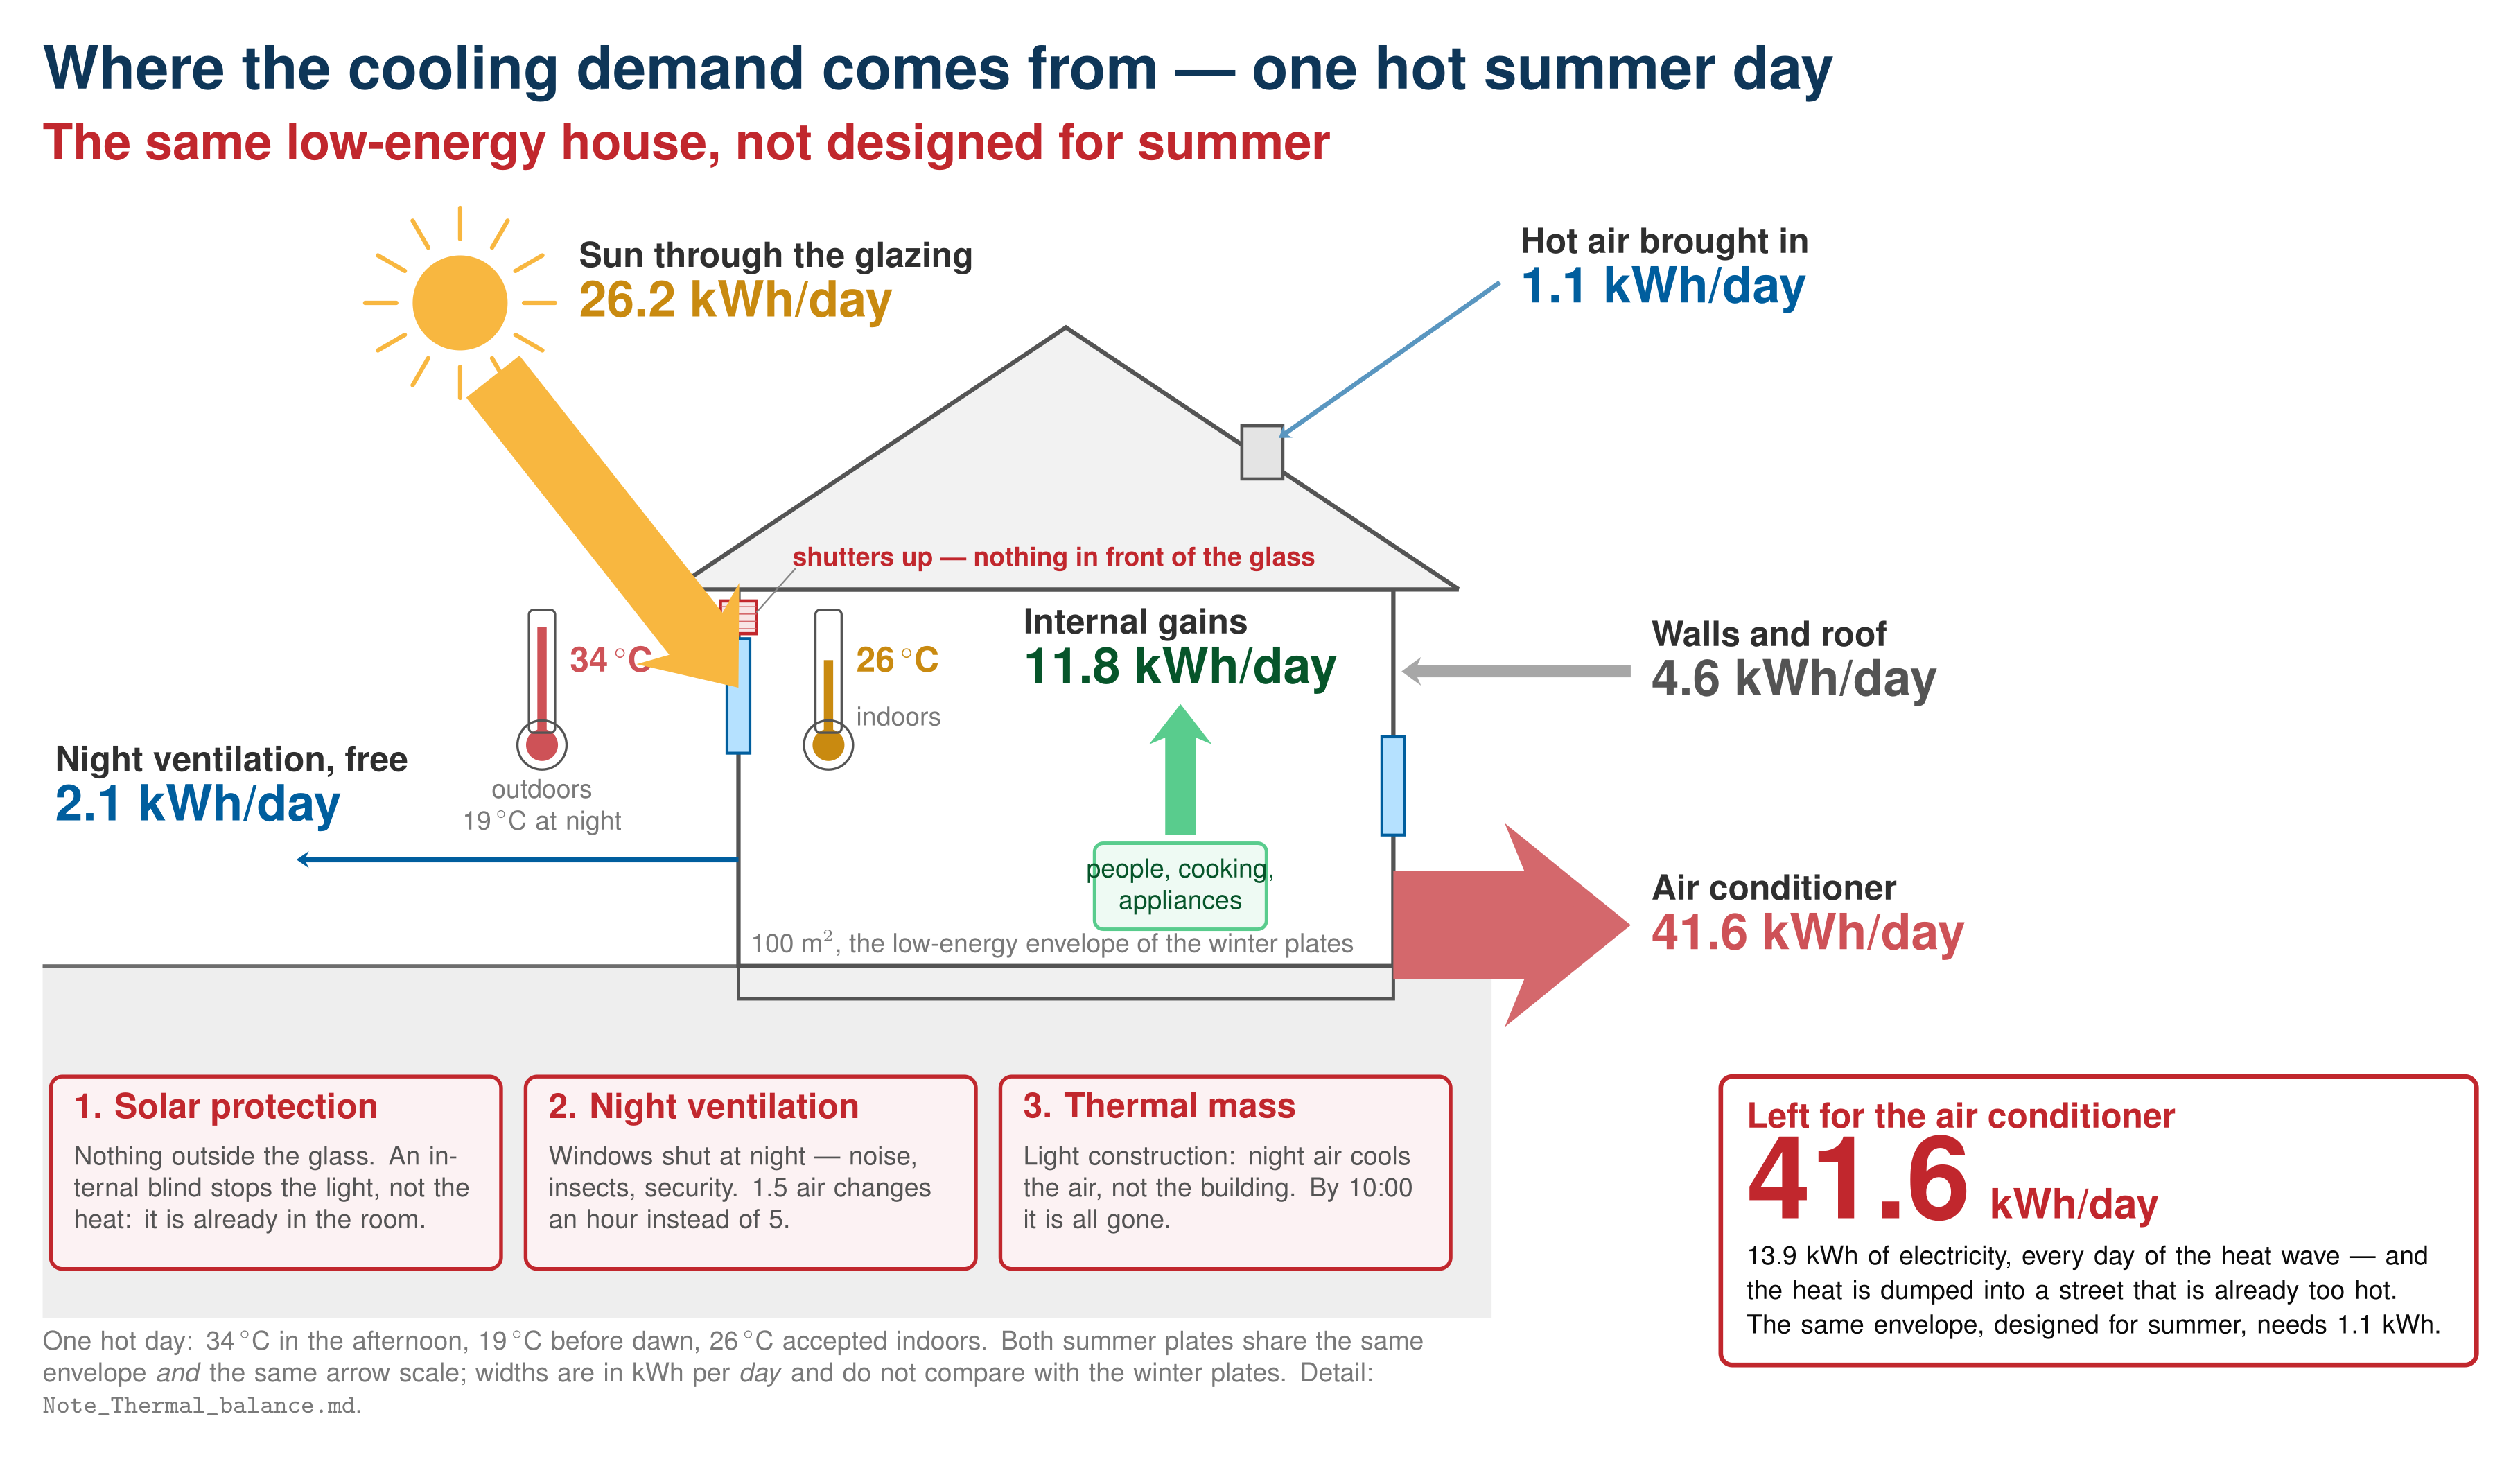 Where the cooling demand comes from — one hot summer day
The same low-energy house, not designed for summer
Sun through the glazing
26.2 kWh/day
Hot air brought in
1.1 kWh/day
shutters up — nothing in front of the glass
34 °C
26 °C
indoors
Internal gains
11.8 kWh/day
Walls and roof
4.6 kWh/day
Night ventilation, free
2.1 kWh/day
outdoors
19 °C at night
people, cooking,
appliances
Air conditioner
41.6 kWh/day
100 m², the low-energy envelope of the winter plates
1. Solar protection
Nothing outside the glass. An in-
ternal blind stops the light, not the
heat: it is already in the room.
2. Night ventilation
Windows shut at night — noise,
insects, security. 1.5 air changes
an hour instead of 5.
3. Thermal mass
Light construction: night air cools
the air, not the building. By 10:00
it is all gone.
Left for the air conditioner
41.6 kWh/day
13.9 kWh of electricity, every day of the heat wave — and
the heat is dumped into a street that is already too hot.
The same envelope, designed for summer, needs 1.1 kWh.
One hot day: 34 °C in the afternoon, 19 °C before dawn, 26 °C accepted indoors. Both summer plates share the same
envelope and the same arrow scale; widths are in kWh per day and do not compare with the winter plates. Detail:
Note_Thermal_balance.md.